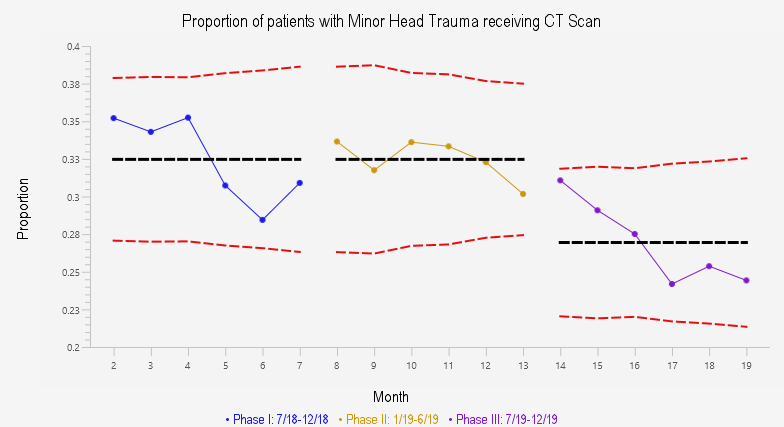 Proportion of patients with Minor Head Trauma receiving CT Scan
0.4
0.38
0.35
0.33
0.3
0.28
0.25
0.23
0.2
Proportion
2 3 4 5 6 7 8 9 10 11 12 13 14 15 16 17 18 19
Month
• Phase I: 7/18-12/18 • Phase II: 1/19-6/19 • Phase III: 7/19-12/19